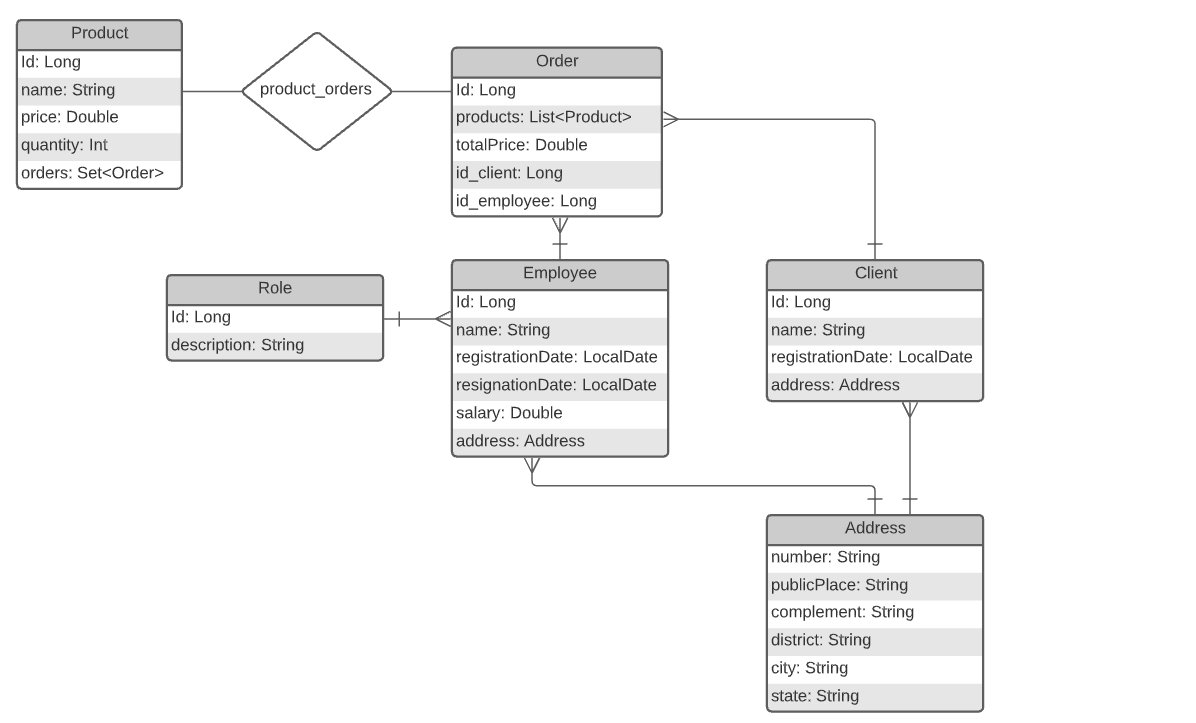 Product
Id: Long
name: String
price: Double
quantity: Int
orders: Set<Order>
product_orders
Order
Id: Long
products: List<Product>
totalPrice: Double
id_client: Long
id_employee: Long
Role
Id: Long
description: String
Employee
Id: Long
name: String
registrationDate: LocalDate
resignationDate: LocalDate
salary: Double
address: Address
Client
Id: Long
name: String
registrationDate: LocalDate
address: Address
Address
number: String
publicPlace: String
complement: String
district: String
city: String
state: String